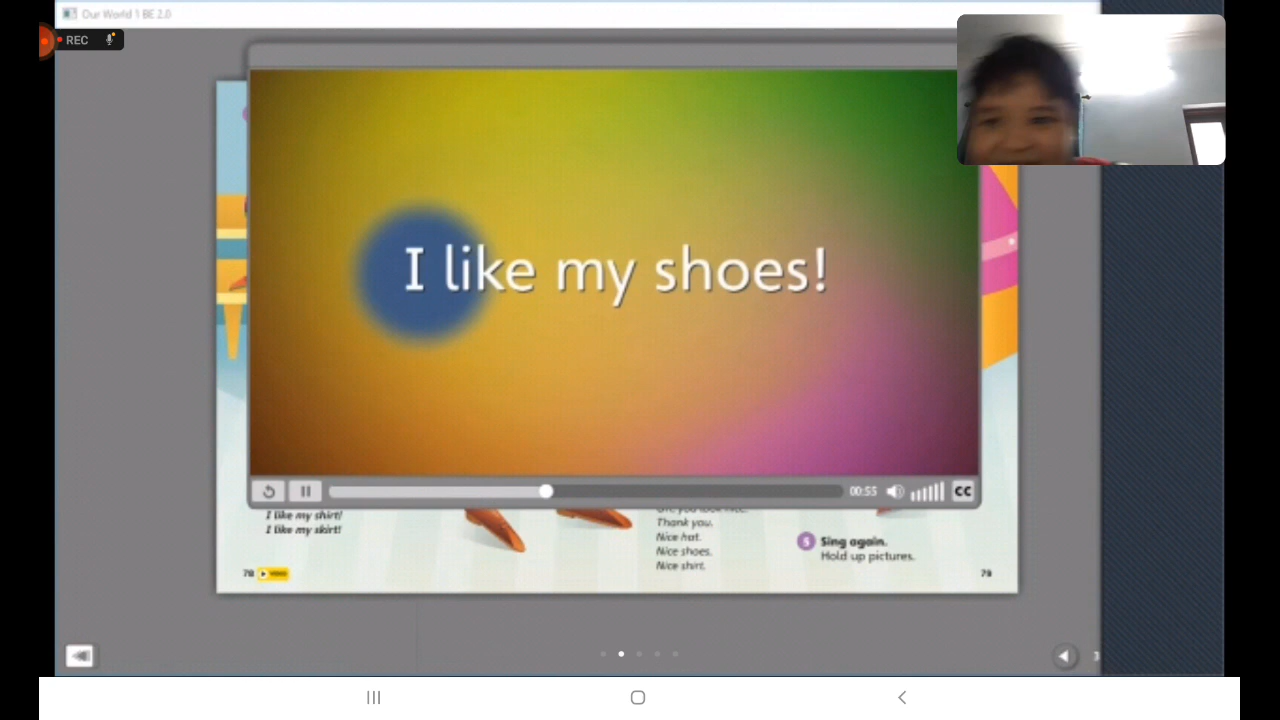 Our World 1 BE 2.0
REC
I like my shoes!
00:55
CC
I like my shirt!
I like my skirt!
Thank you.
Nice hat.
Nice shoes.
Nice shirt.
5 Sing again.
Hold up pictures.
78
79